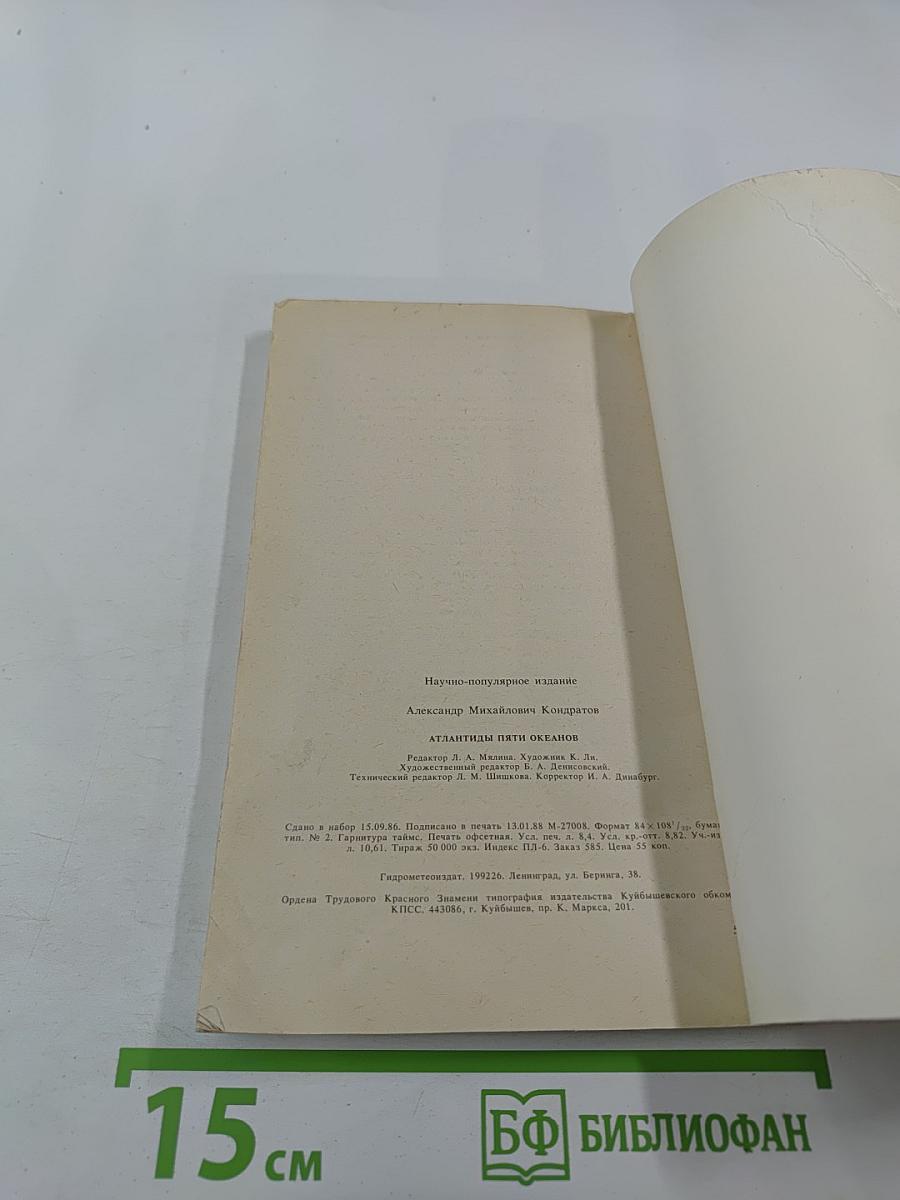 Научно-популярное издание
Александр Михайлович Кондратов
АТЛАНТИДЫ ПЯТИ ОКЕАНОВ
Редактор Л. А. Мялина. Художник К. Ли.
Художественный редактор Б. А. Денисовский.
Технический редактор Л. М. Шишкова. Корректор И. А. Динабург.
Сдано в набор 15.09.86. Подписано в печать 13.01.88 М-27008. Формат 84×108¹/₃₂,
тип. № 2. Гарнитура таймс. Печать офсетная. Усл. печ. л. 8,4. Усл. кр.-отт. 8,82.
л. 10,61. Тираж 50 000 экз. Индекс ПЛ-6. Заказ 585. Цена 55 коп.
Гидрометеоиздат. 199226. Ленинград, ул. Беринга, 38.
Ордена Трудового Красного Знамени типография издательства Куйбышевского
КПСС. 443086, г. Куйбышев, пр. К. Маркса, 201.
15 см
БФ БИБЛИОФАН